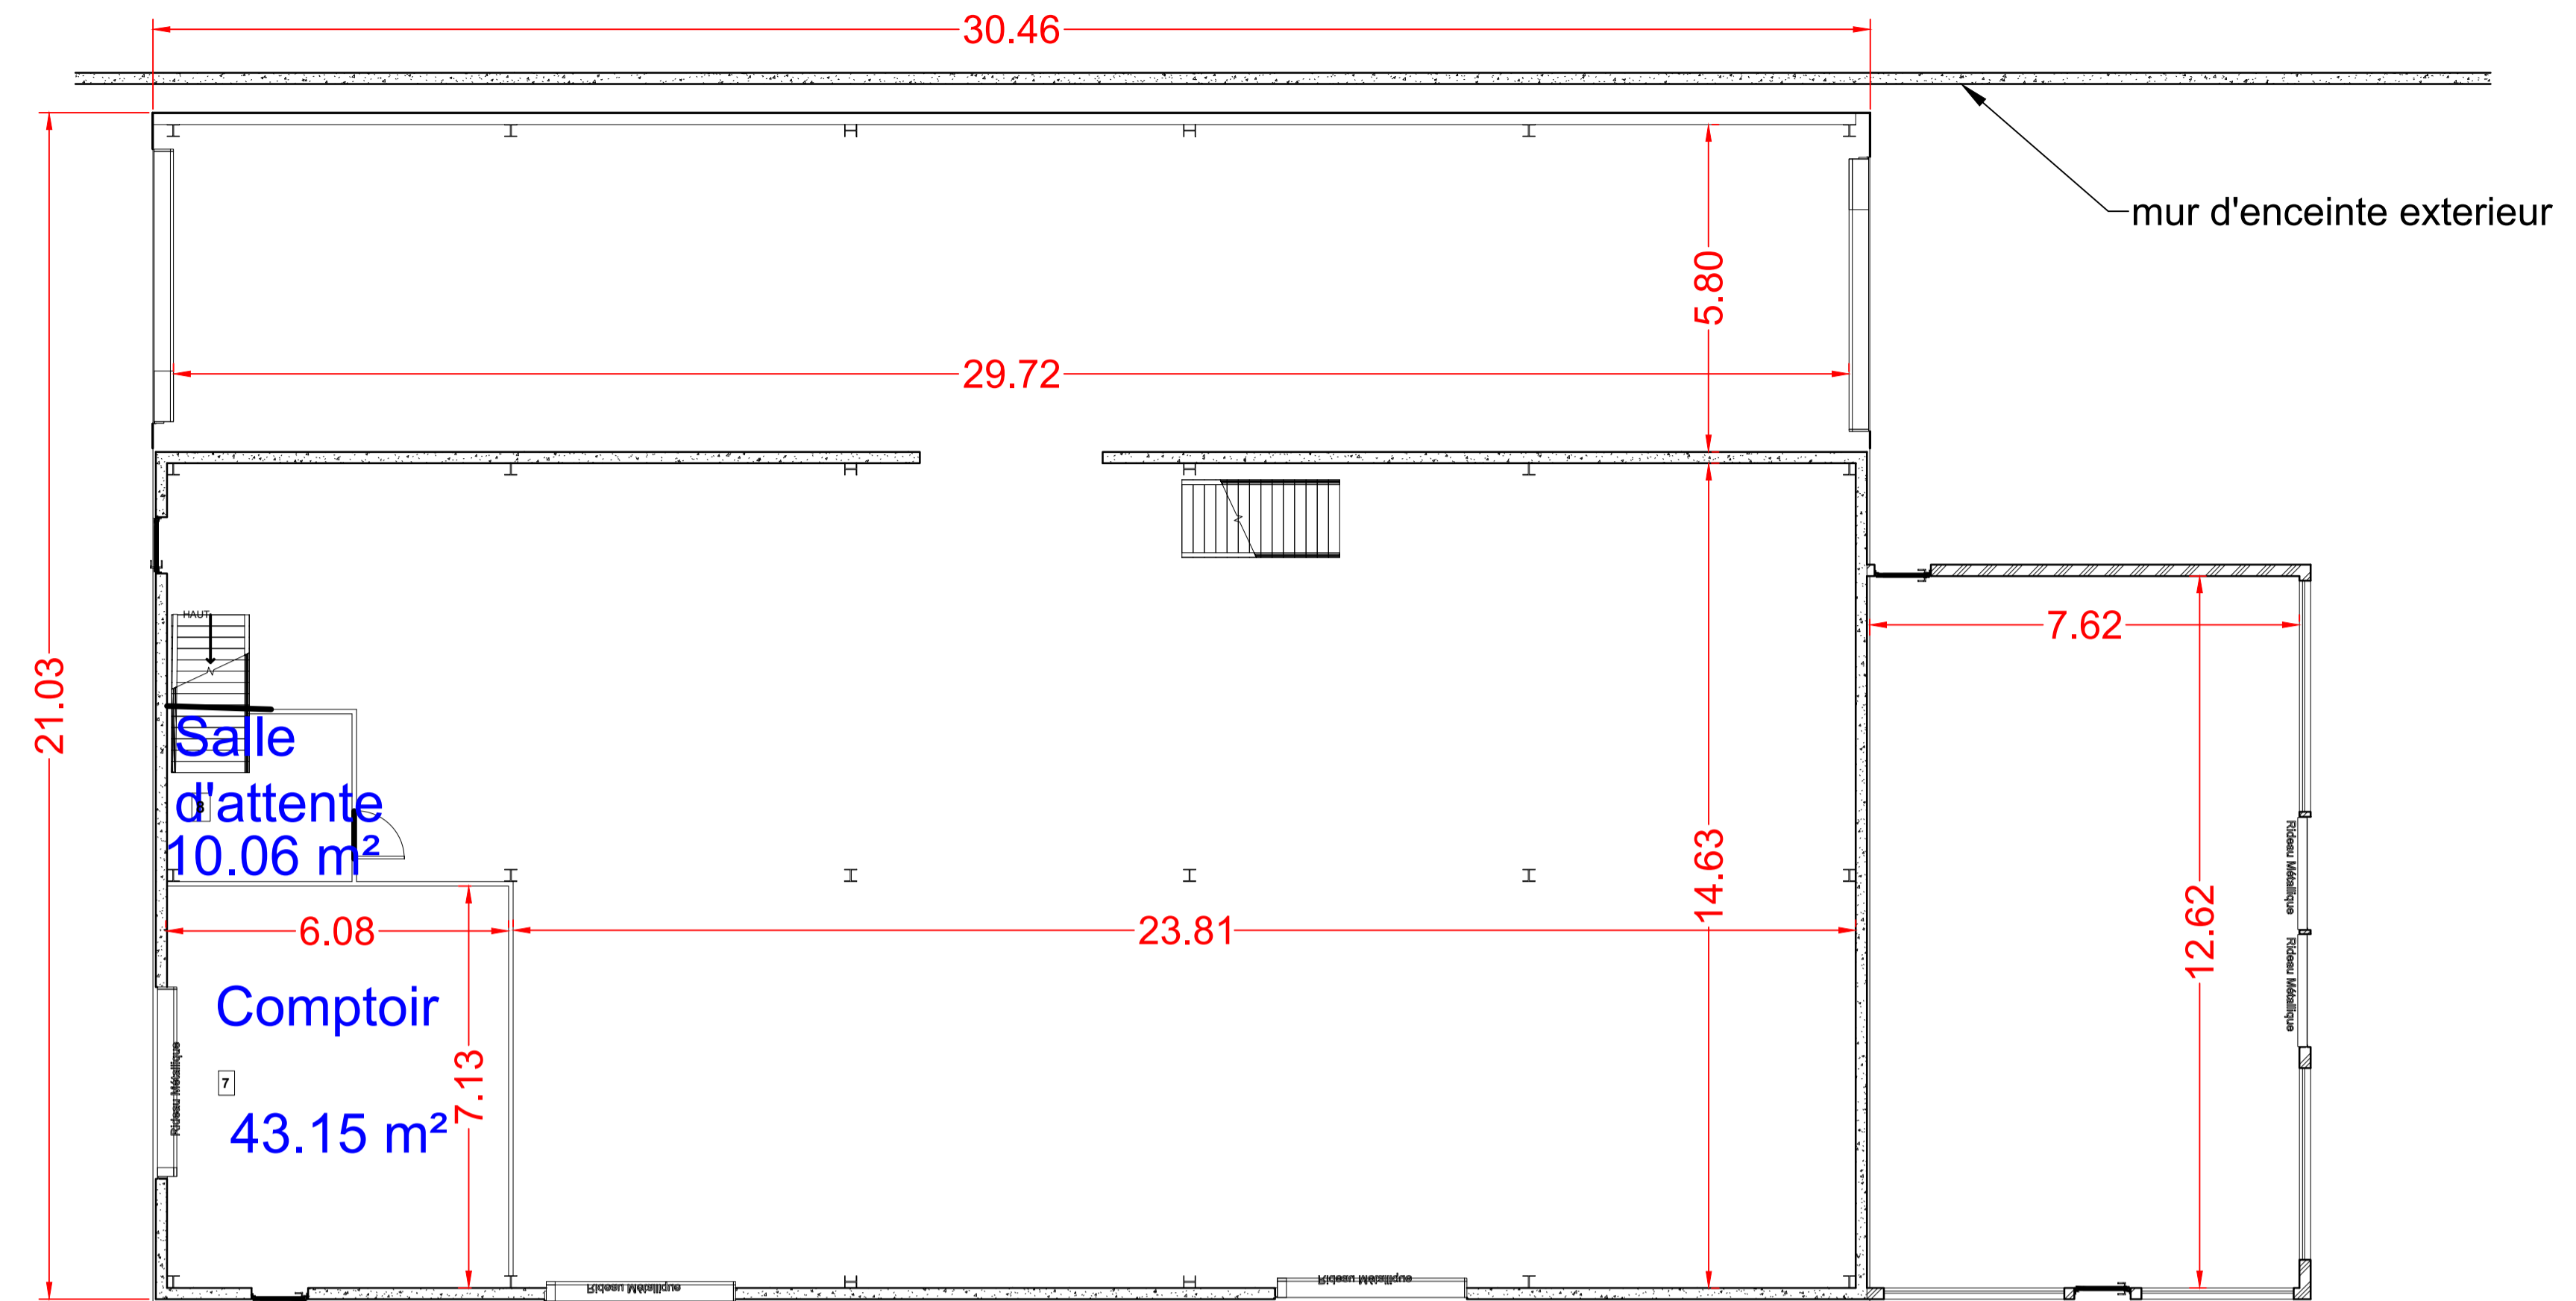 30.46
mur d'enceinte exterieur
5.80
29.72
21.03
HAUT
7.62
Salle
d'attente
8
10.06 m²
14.63
12.62
Rideau Métallique
Rideau Métallique
6.08
23.81
Comptoir
7.13
7
Rideau Métallique
43.15 m²
Rideau Métallique
Rideau Métallique